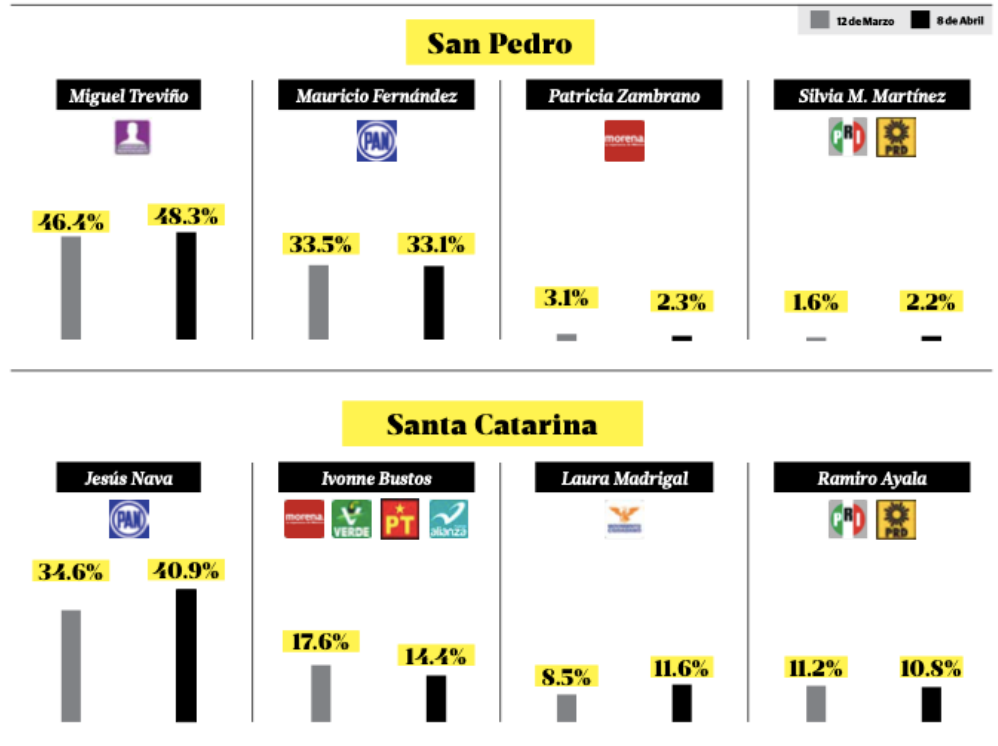 12 de Marzo 8 de Abril
San Pedro
Miguel Treviño Mauricio Fernández Patricia Zambrano Silvia M. Martínez
PAN morena PRI PRD
46.4% 48.3% 33.5% 33.1% 3.1% 2.3% 1.6% 2.2%
Santa Catarina
Jesús Nava Ivonne Bustos Laura Madrigal Ramiro Ayala
PAN morena VERDE PT alianza PRI PRD
34.6% 40.9% 17.6% 14.4% 8.5% 11.6% 11.2% 10.8%